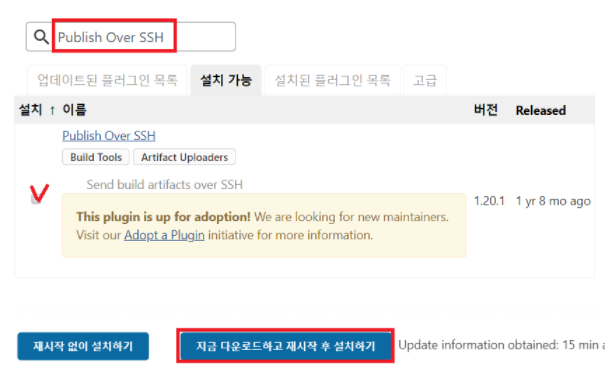 Publish Over SSH
업데이트된 플러그인 목록 설치 가능 설치된 플러그인 목록 고급
설치 ↑ 이름 버전 Released
Publish Over SSH
Build Tools Artifact Uploaders
Send build artifacts over SSH
This plugin is up for adoption! We are looking for new maintainers.
Visit our Adopt a Plugin initiative for more information.
1.20.1 1 yr 8 mo ago
재시작 없이 설치하기 지금 다운로드하고 재시작 후 설치하기 Update information obtained: 15 min a